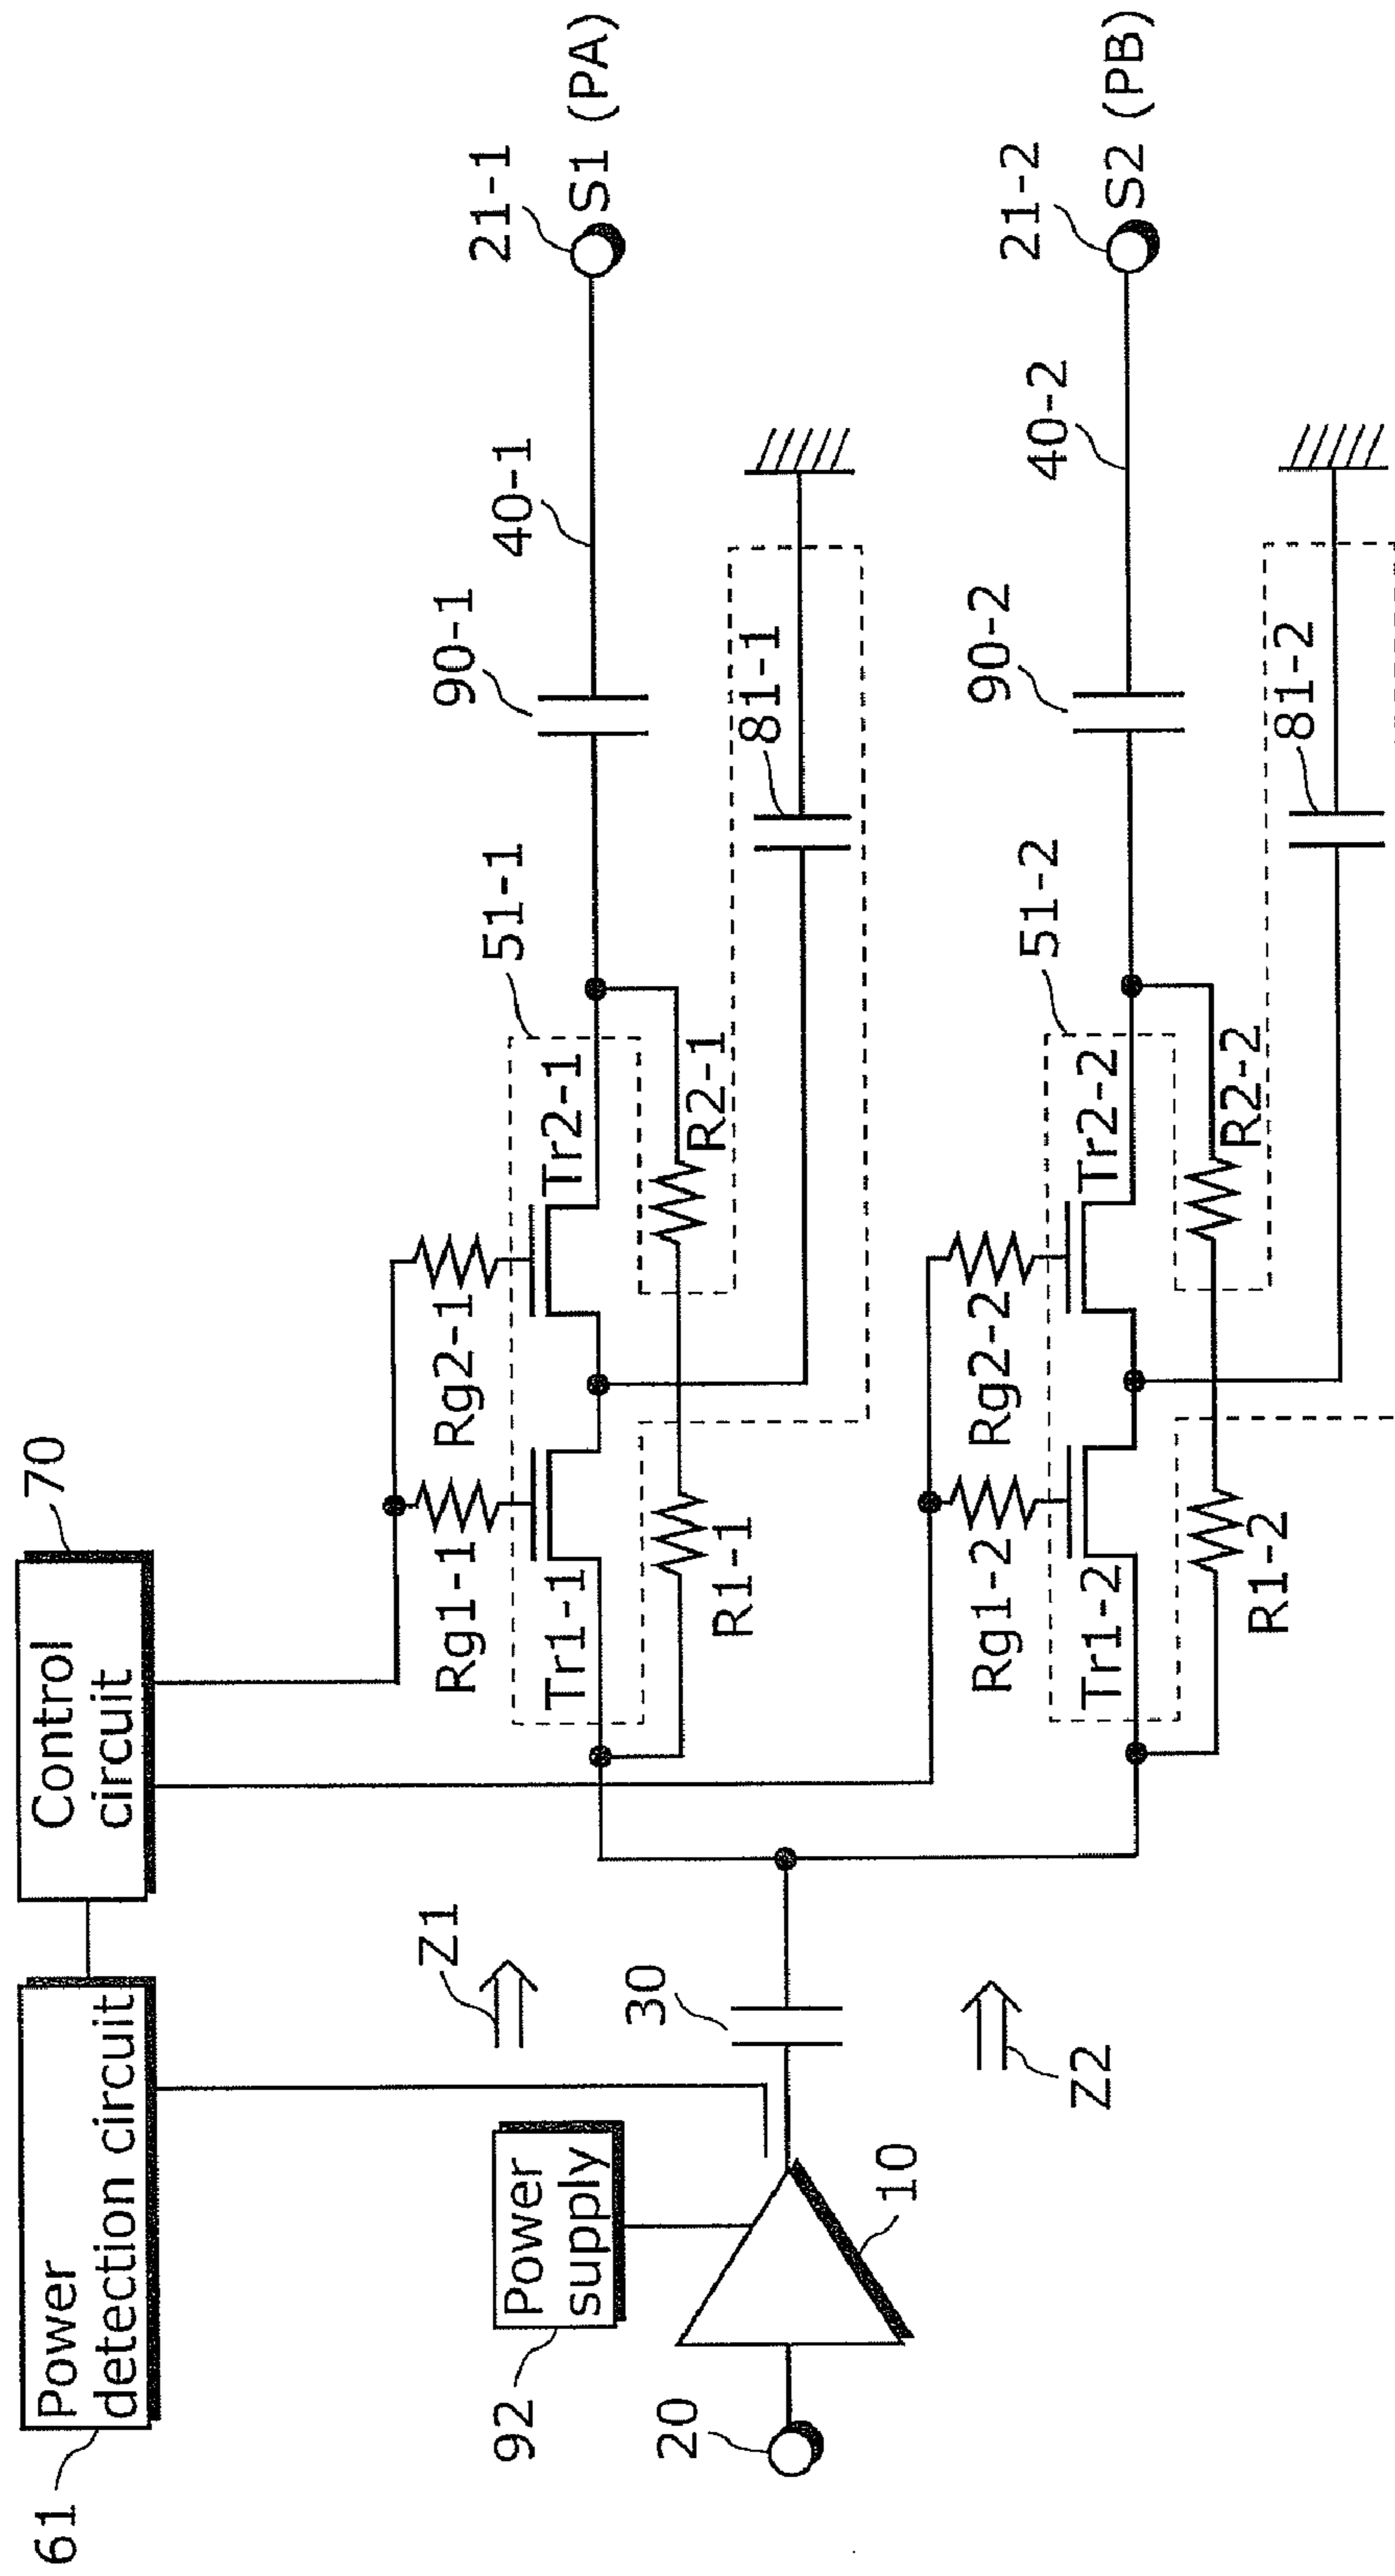 61
Power
detection circuit
Control
circuit
70
92
Power
supply
20
10
Z1
30
Z2
Rg1-1
Rg2-1
Tr1-1
Tr2-1
51-1
R1-1
R2-1
90-1
81-1
40-1
21-1
S1 (PA)
Rg1-2
Rg2-2
Tr1-2
Tr2-2
51-2
R1-2
R2-2
90-2
81-2
40-2
21-2
S2 (PB)